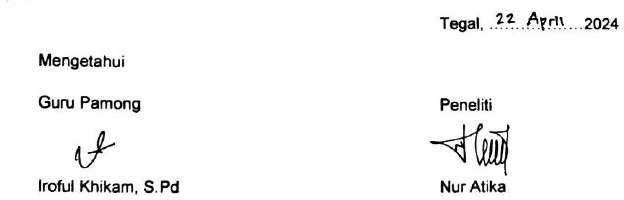 Tegal, 22 April 2024
Mengetahui
Guru Pamong Peneliti
Iroful Khikam, S.Pd Nur Atika